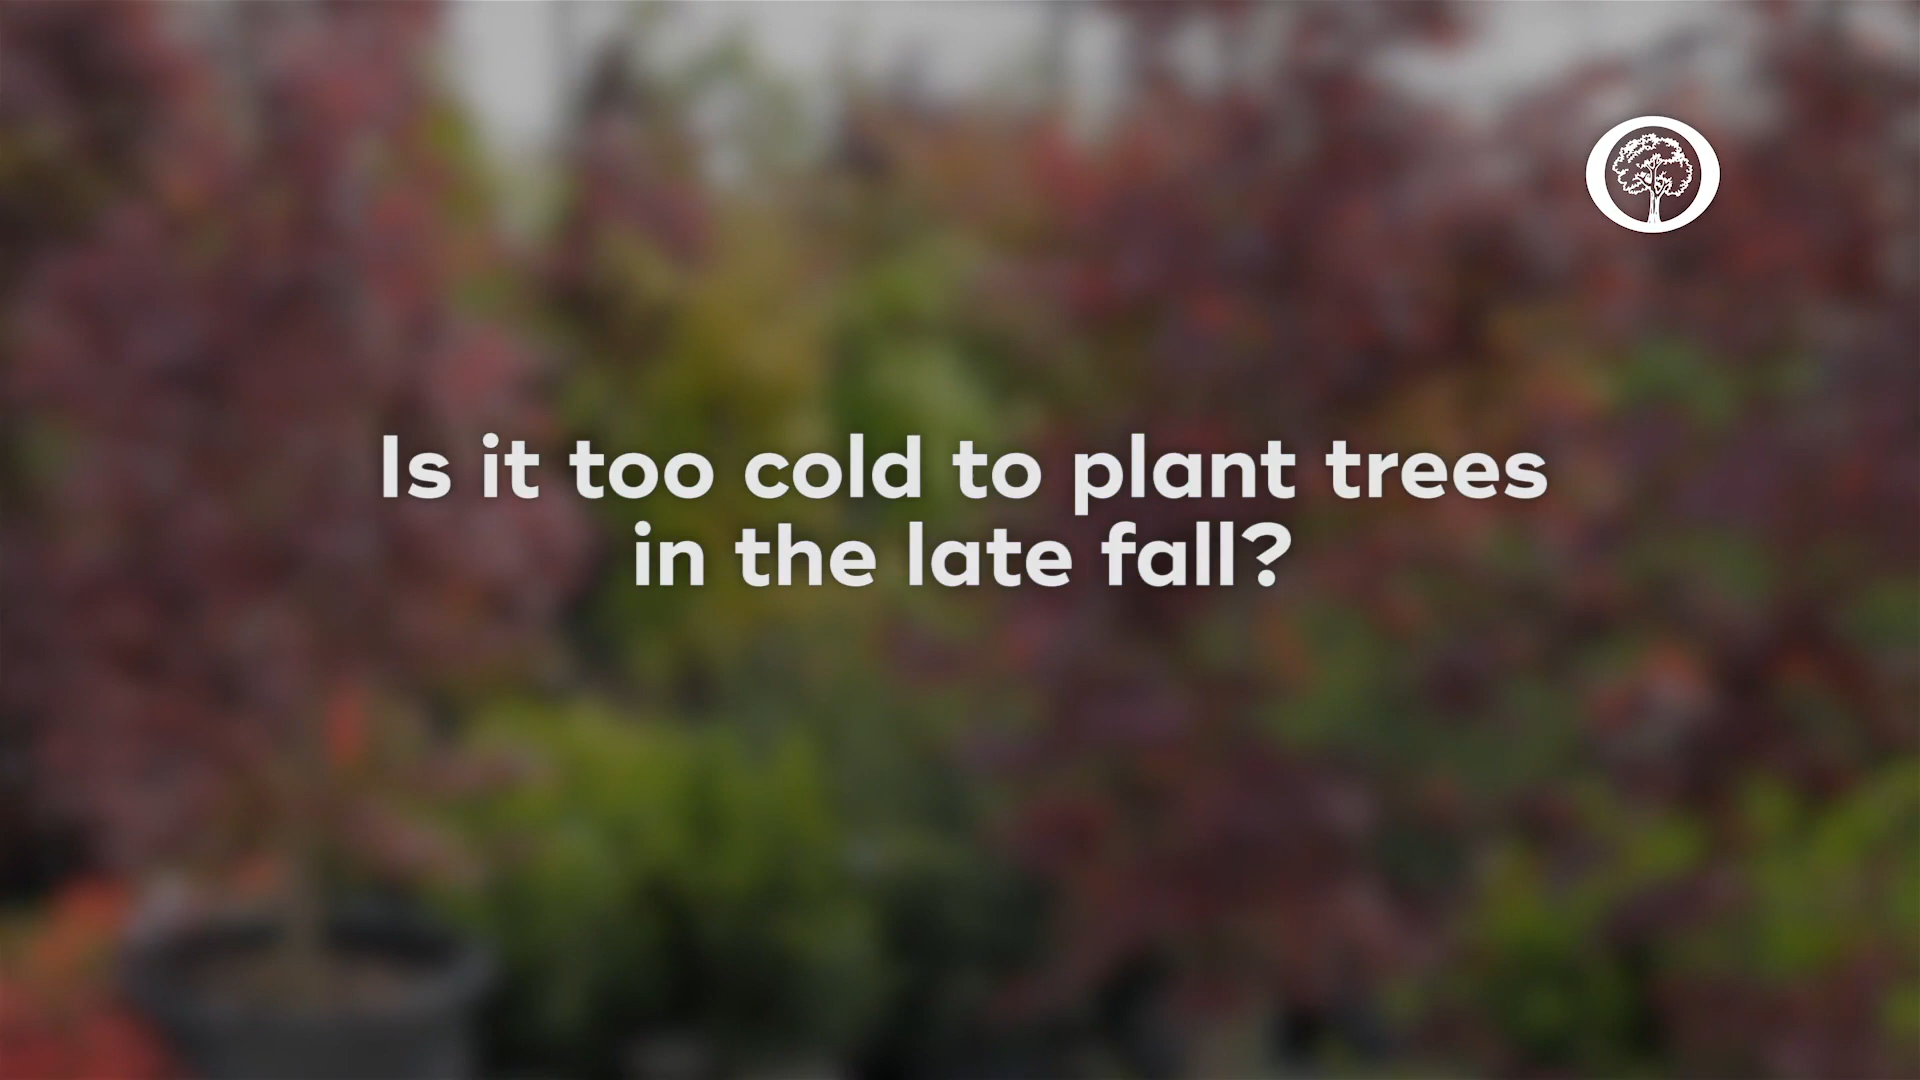 Is it too cold to plant trees
in the late fall?